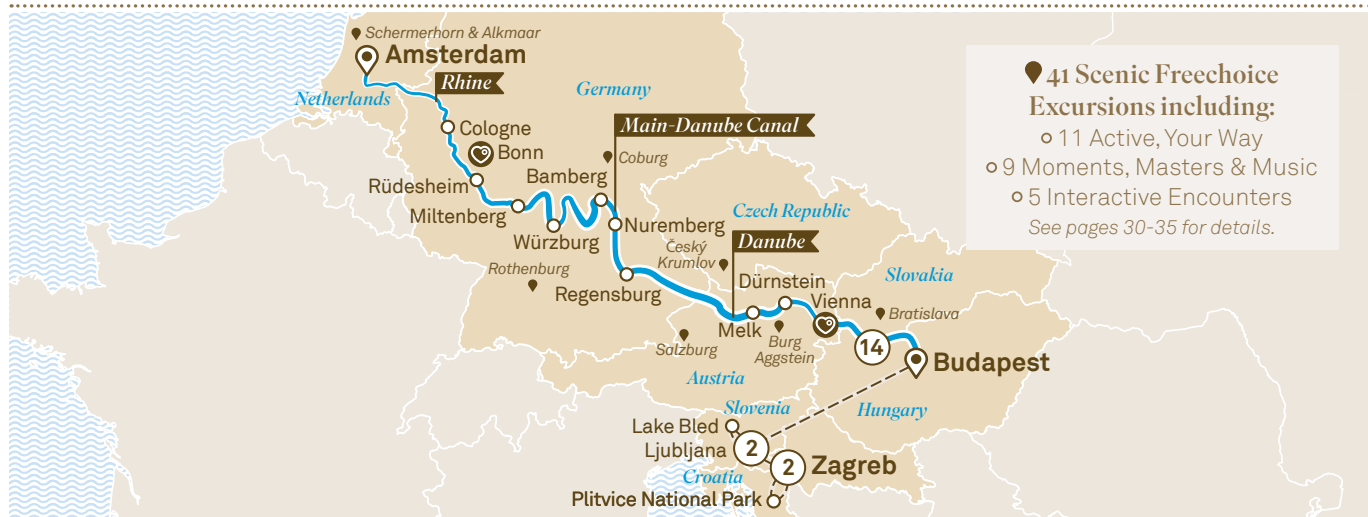 Schermerhorn & Alkmaar
Amsterdam
Rhine
Netherlands
Germany
Cologne
Bonn
Main-Danube Canal
Coburg
Bamberg
Rüdesheim
Miltenberg
Würzburg
Nuremberg
Czech Republic
Danube
Český
Krumlov
Rothenburg
Regensburg
Dürnstein
Vienna
Slovakia
Bratislava
Melk
Salzburg
Burg
Aggstein
14
Budapest
Austria
Hungary
Slovenia
Lake Bled
Ljubljana
2
2
Zagreb
Croatia
Plitvice National Park
41 Scenic Freechoice
Excursions including:
11 Active, Your Way
9 Moments, Masters & Music
5 Interactive Encounters
See pages 30-35 for details.